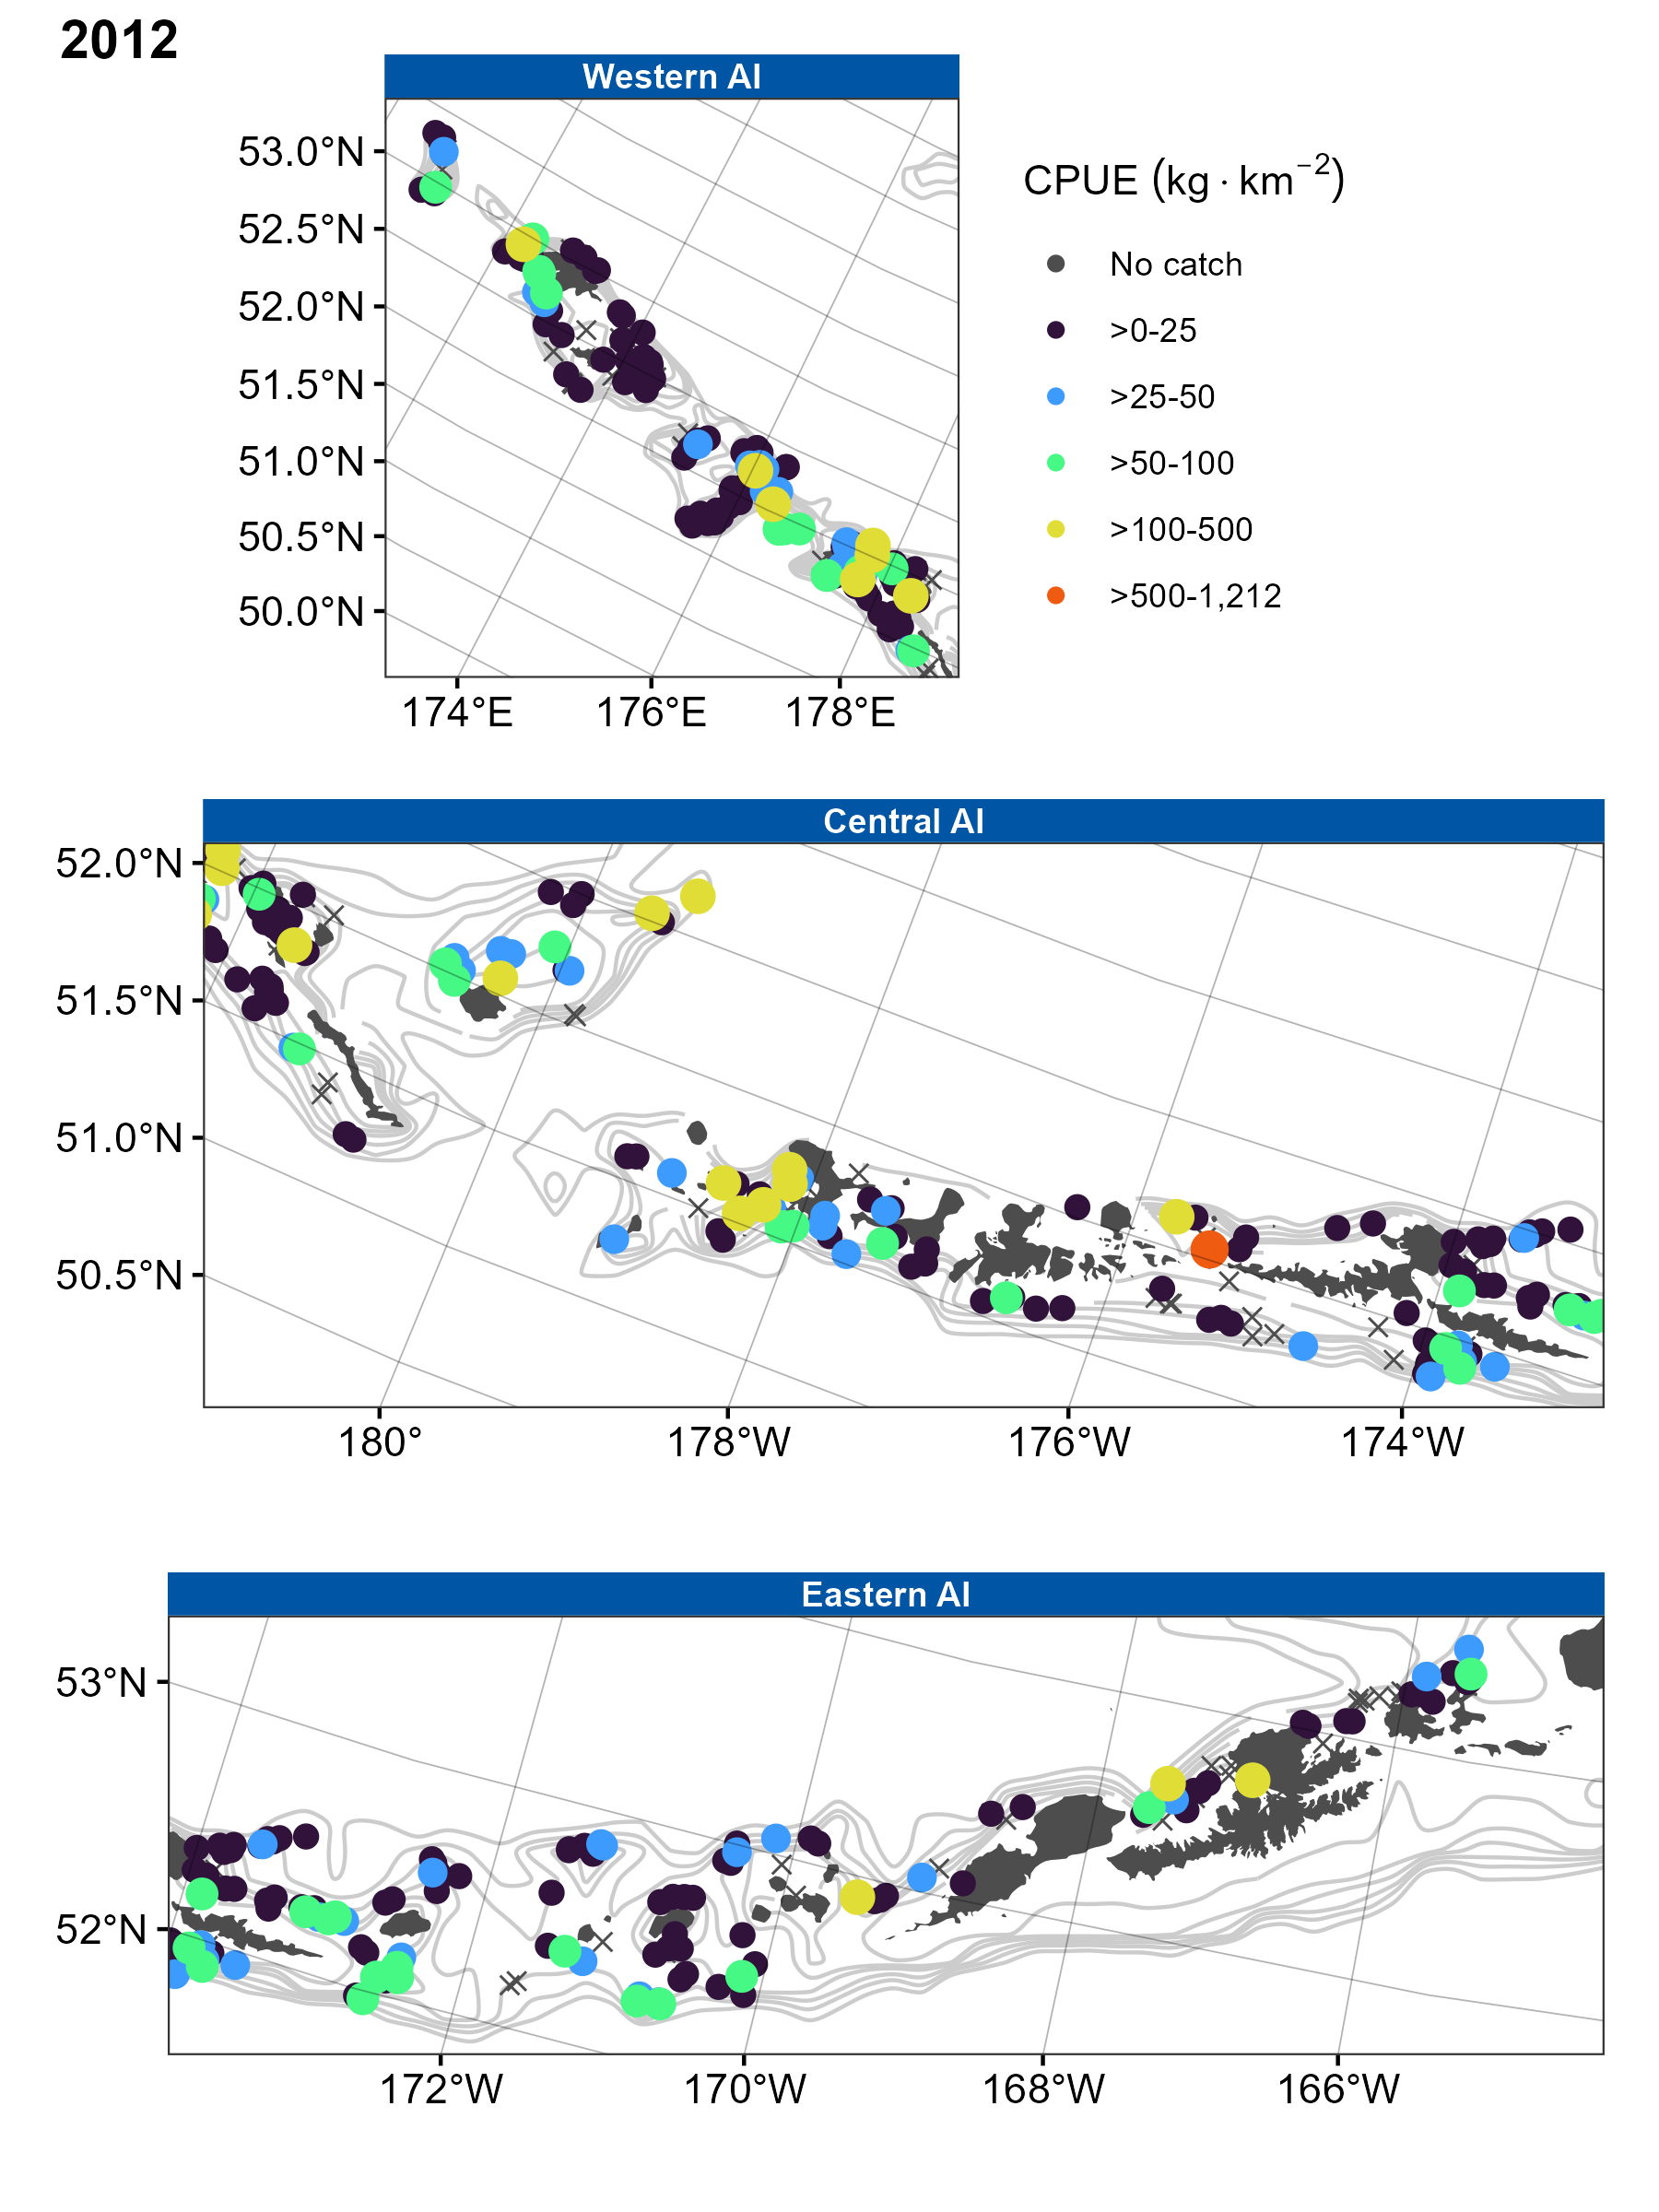 2012
Western AI
53.0°N
52.5°N
52.0°N
51.5°N
51.0°N
50.5°N
50.0°N
174°E 176°E 178°E
CPUE (kg · km⁻²)
No catch
>0-25
>25-50
>50-100
>100-500
>500-1,212
Central AI
52.0°N
51.5°N
51.0°N
50.5°N
180° 178°W 176°W 174°W
Eastern AI
53°N
52°N
172°W 170°W 168°W 166°W